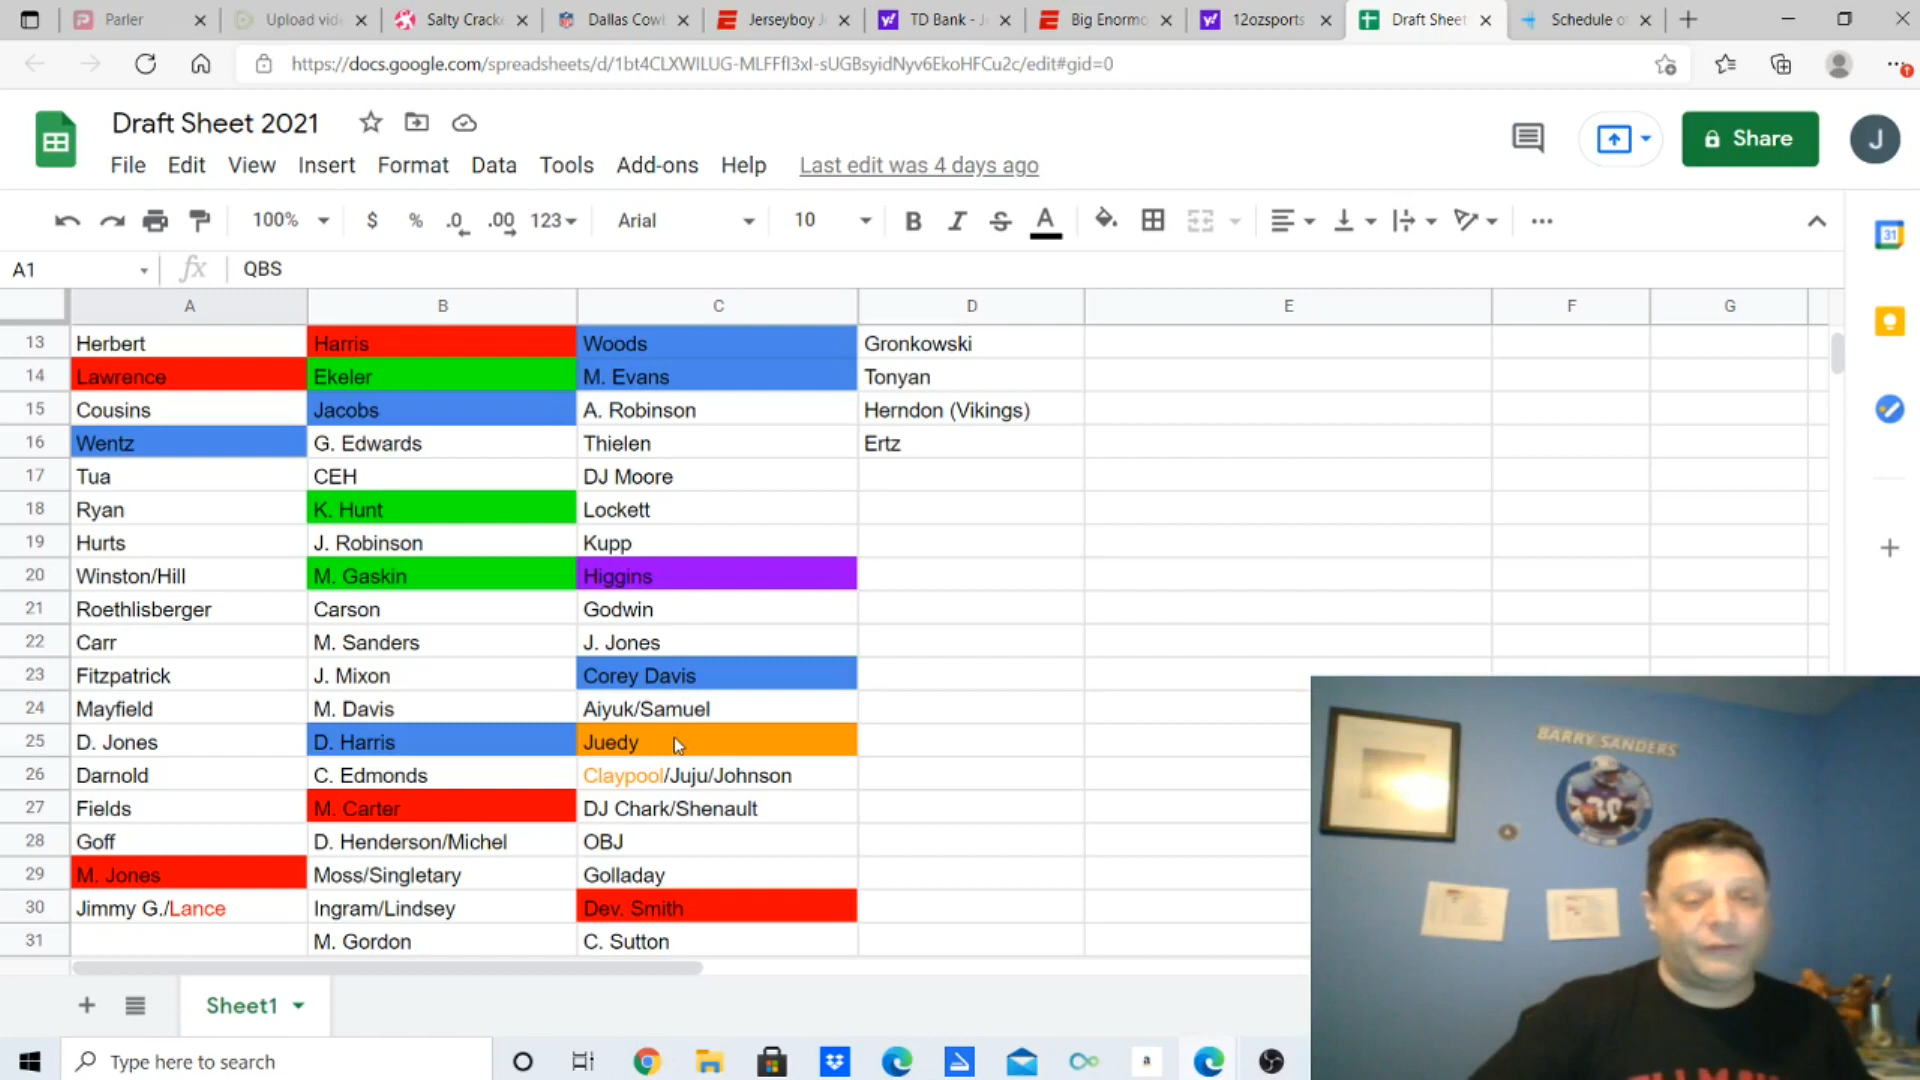 Parler Upload vid Salty Crack Dallas Cowl Jerseyboy J TD Bank - J Big Enormo 12ozsports Draft Sheet Schedule o
https://docs.google.com/spreadsheets/d/1bt4CLXWILUG-MLFFfI3xI-sUGBsyidNyv6EkoHFCu2c/edit#gid=0
Draft Sheet 2021
Share
J
File Edit View Insert Format Data Tools Add-ons Help Last edit was 4 days ago
100% $ % .0 .00 123 Arial 10 B I S A
31
A1 fx QBS
A B C D E F G
13 Herbert Harris Woods Gronkowski
14 Lawrence Ekeler M. Evans Tonyan
15 Cousins Jacobs A. Robinson Herndon (Vikings)
16 Wentz G. Edwards Thielen Ertz
17 Tua CEH DJ Moore
18 Ryan K. Hunt Lockett
19 Hurts J. Robinson Kupp
20 Winston/Hill M. Gaskin Higgins
21 Roethlisberger Carson Godwin
22 Carr M. Sanders J. Jones
23 Fitzpatrick J. Mixon Corey Davis
24 Mayfield M. Davis Aiyuk/Samuel
25 D. Jones D. Harris Juedy
26 Darnold C. Edmonds Claypool/Juju/Johnson
27 Fields M. Carter DJ Chark/Shenault
28 Goff D. Henderson/Michel OBJ
29 M. Jones Moss/Singletary Golladay
30 Jimmy G./Lance Ingram/Lindsey Dev. Smith
31 M. Gordon C. Sutton
BARRY SANDERS
Sheet1
Type here to search
a